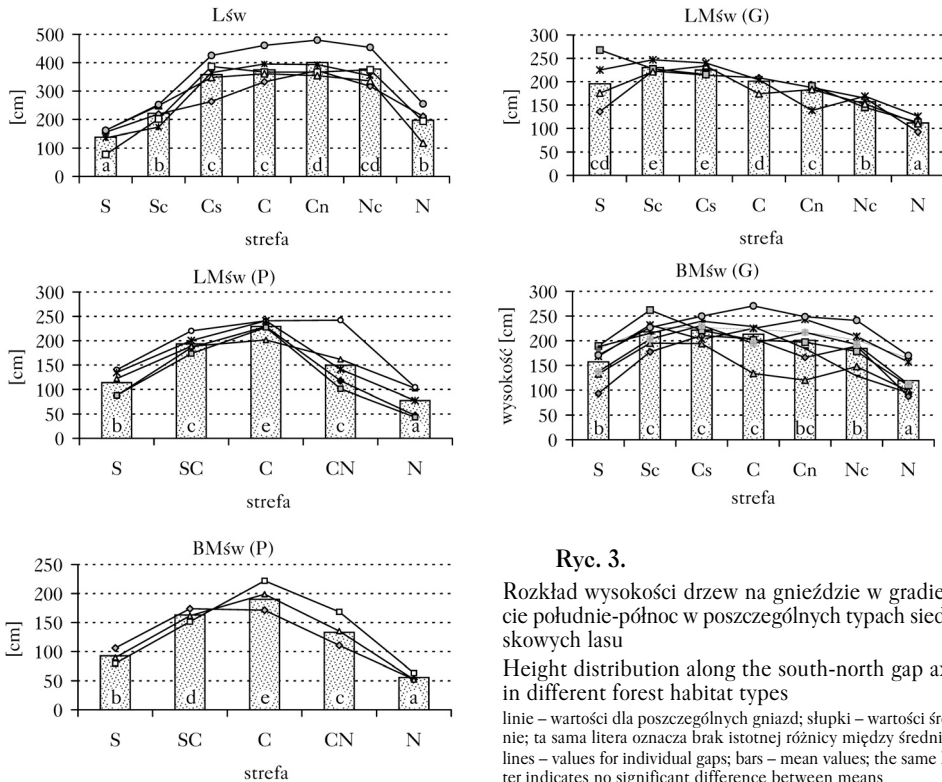 Lśw
500
400
300
200
100
0
[cm]
a b c c d cd b
S Sc Cs C Cn Nc N
strefa
LMśw (G)
300
250
200
150
100
50
0
[cm]
cd e e d c b a
S Sc Cs C Cn Nc N
strefa
LMśw (P)
300
250
200
150
100
50
0
[cm]
b c e c a
S SC C CN N
strefa
BMśw (G)
300
250
200
150
100
50
0
wysokość [cm]
b c c c bc b a
S Sc Cs C Cn Nc N
strefa
BMśw (P)
250
200
150
100
50
0
[cm]
b d e c a
S SC C CN N
strefa
Ryc. 3.
Rozkład wysokości drzew na gnieździe w gradie
cie południe-północ w poszczególnych typach sied
skowych lasu
Height distribution along the south-north gap ax
in different forest habitat types
linie – wartości dla poszczególnych gniazd; słupki – wartości śre
nie; ta sama litera oznacza brak istotnej różnicy między średni
lines – values for individual gaps; bars – mean values; the same l
ter indicates no significant difference between means